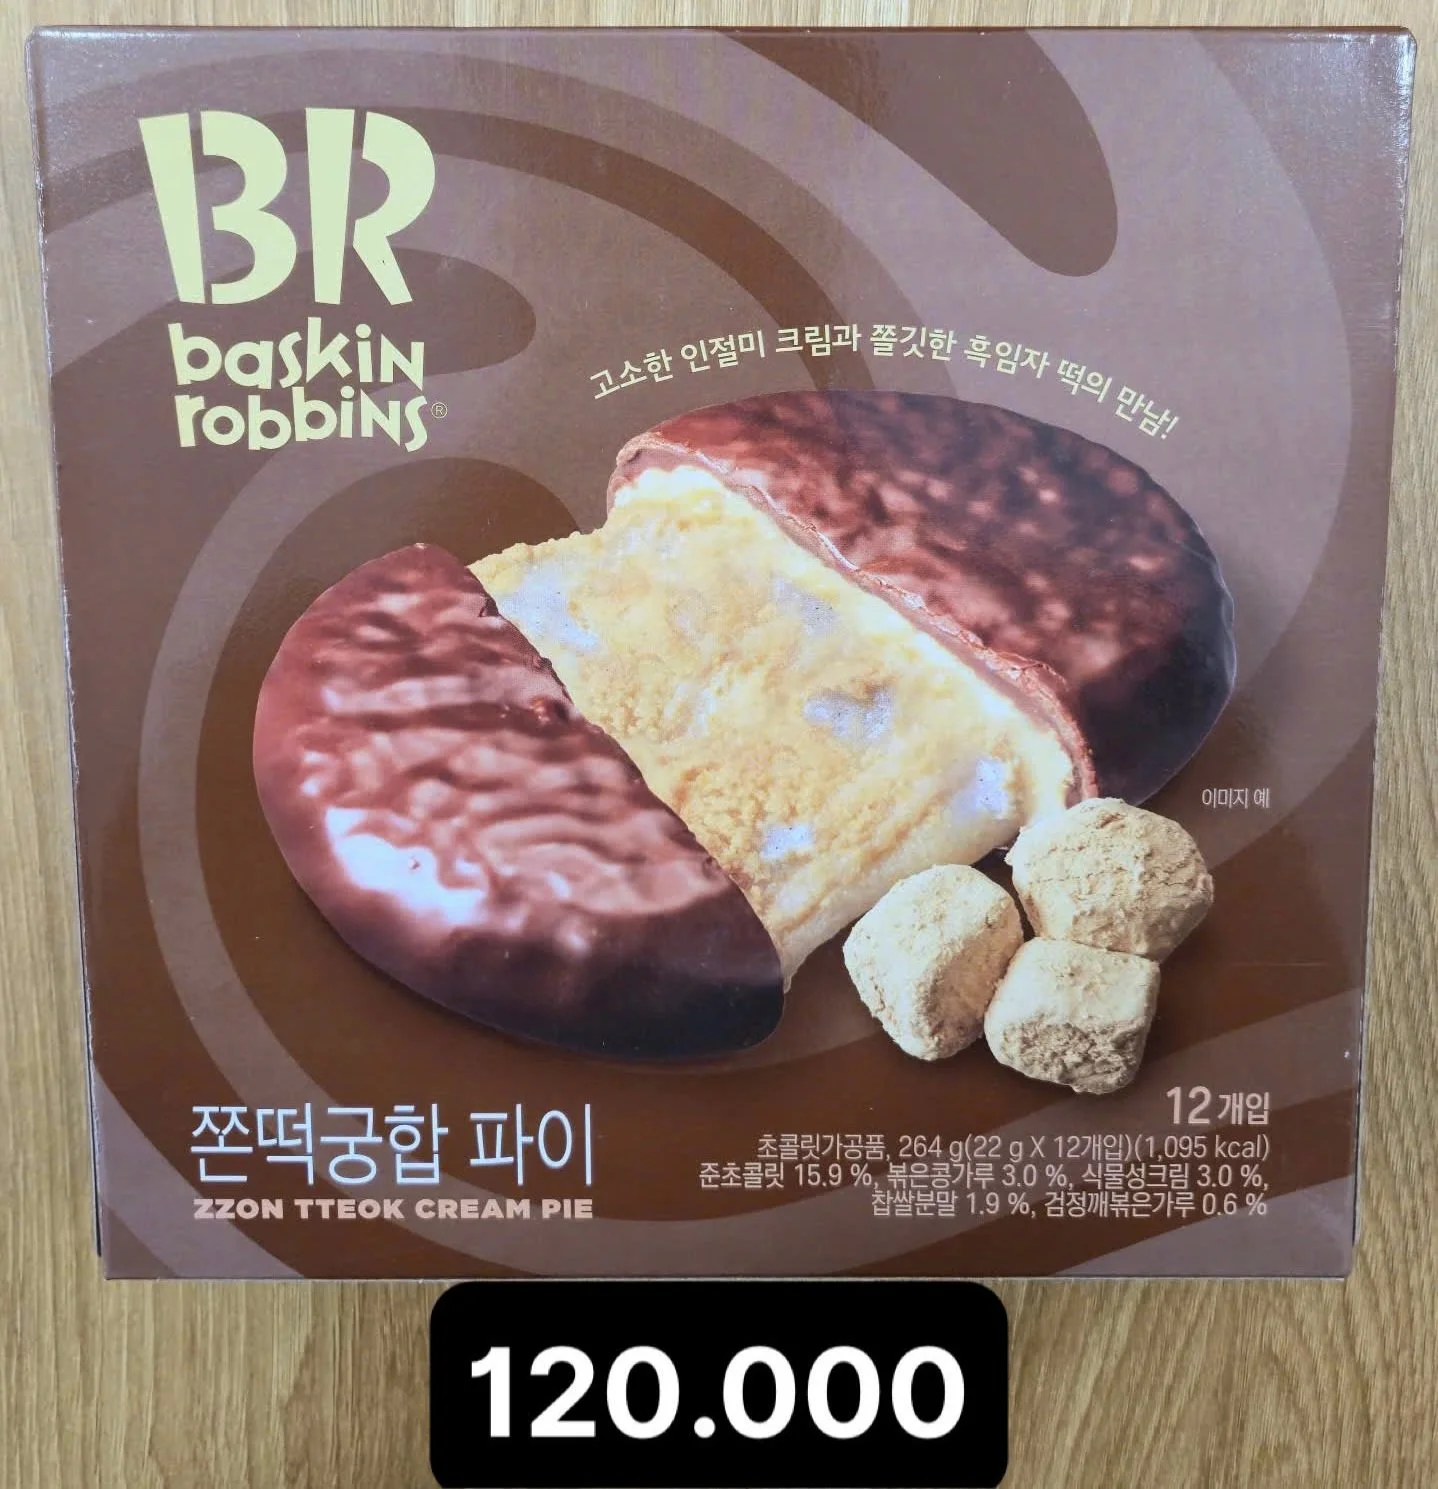 BR
baskin
robbins®
고소한 인절미 크림과 쫄깃한 흑임자 떡의 만남!
이미지 예
쫀떡궁합 파이
ZZON TTEOK CREAM PIE
12개입
초콜릿가공품, 264 g(22 g X 12개입)(1,095 kcal)
준초콜릿 15.9 %, 볶은콩가루 3.0 %, 식물성크림 3.0 %,
찹쌀분말 1.9 %, 검정깨볶은가루 0.6 %
120.000